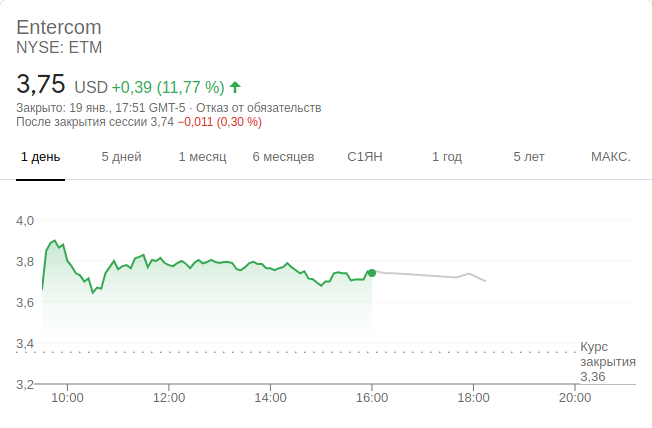 Entercom
NYSE: ETM
3,75 USD +0,39 (11,77 %)
Закрыто: 19 янв., 17:51 GMT-5 · Отказ от обязательств
После закрытия сессии 3,74 −0,011 (0,30 %)
1 день 5 дней 1 месяц 6 месяцев С1ЯН 1 год 5 лет МАКС.
4,0
3,8
3,6
3,4
Курс
закрытия
3,36
3,2
10:00 12:00 14:00 16:00 18:00 20:00